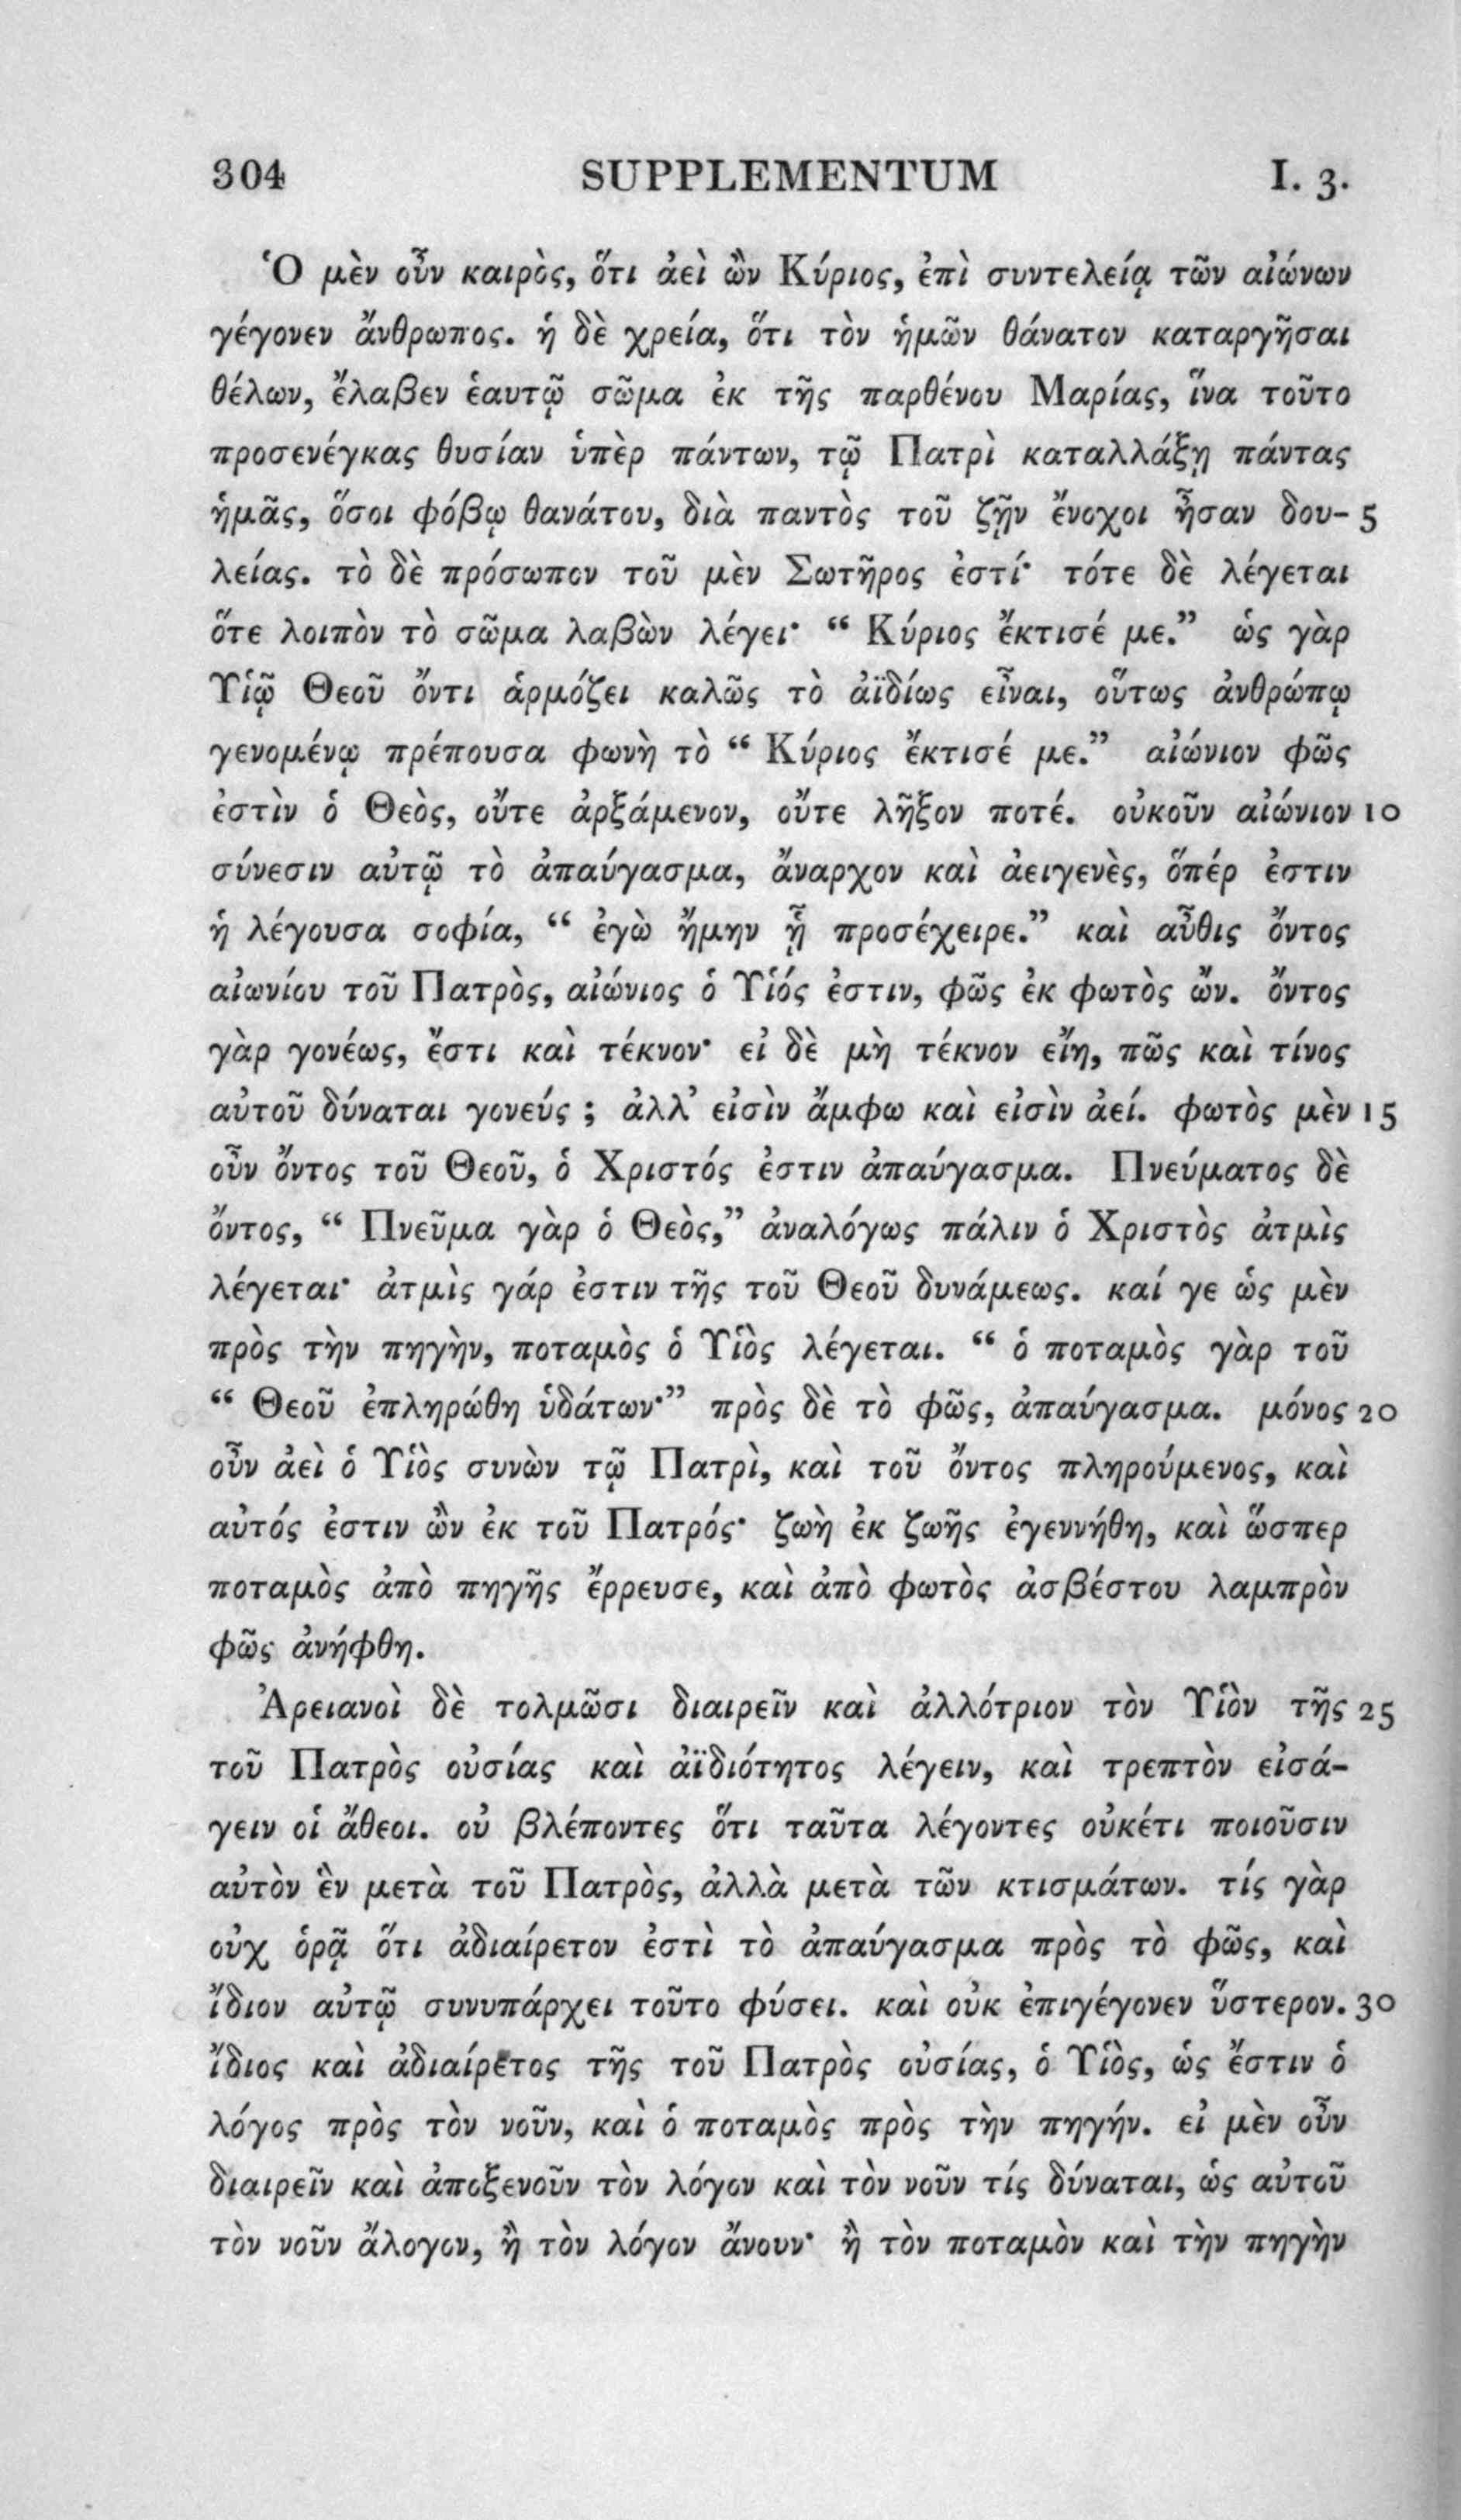 304 SUPPLEMENTUM I. 3.
Ὁ μὲν οὖν καιρὸς, ὅτι ἀεὶ ὢν Κύριος, ἐπὶ συντελείᾳ τῶν αἰώνων
γέγονεν ἄνθρωπος. ἡ δὲ χρεία, ὅτι τὸν ἡμῶν θάνατον καταργῆσαι
θέλων, ἔλαβεν ἑαυτῷ σῶμα ἐκ τῆς παρθένου Μαρίας, ἵνα τοῦτο
προσενέγκας θυσίαν ὑπὲρ πάντων, τῷ Πατρὶ καταλλάξῃ πάντας
ἡμᾶς, ὅσοι φόβῳ θανάτου, διὰ παντὸς τοῦ ζῇν ἔνοχοι ἦσαν δου- 5
λείας. τὸ δὲ πρόσωπον τοῦ μὲν Σωτῆρος ἐστί· τότε δὲ λέγεται
ὅτε λοιπὸν τὸ σῶμα λαβὼν λέγει· “ Κύριος ἔκτισέ με.” ὡς γὰρ
Υἱῷ Θεοῦ ὄντι ἁρμόζει καλῶς τὸ ἀϊδίως εἶναι, οὕτως ἀνθρώπῳ
γενομένῳ πρέπουσα φωνὴ τὸ “ Κύριος ἔκτισέ με.” αἰώνιον φῶς
ἐστὶν ὁ Θεὸς, οὔτε ἀρξάμενον, οὔτε λῆξον ποτέ. οὐκοῦν αἰώνιον 10
σύνεσιν αὐτῷ τὸ ἀπαύγασμα, ἄναρχον καὶ ἀειγενὲς, ὅπέρ ἐστιν
ἡ λέγουσα σοφία, “ ἐγὼ ἤμην ᾗ προσέχειρε.” καὶ αὖθις ὄντος
αἰωνίου τοῦ Πατρὸς, αἰώνιος ὁ Υἱός ἐστιν, φῶς ἐκ φωτὸς ὤν. ὄντος
γὰρ γονέως, ἔστι καὶ τέκνον· εἰ δὲ μὴ τέκνον εἴη, πῶς καὶ τίνος
αὐτοῦ δύναται γονεύς ; ἀλλ’ εἰσὶν ἄμφω καὶ εἰσὶν ἀεί. φωτὸς μὲν 15
οὖν ὄντος τοῦ Θεοῦ, ὁ Χριστός ἐστιν ἀπαύγασμα. Πνεύματος δὲ
ὄντος, “ Πνεῦμα γὰρ ὁ Θεὸς,” ἀναλόγως πάλιν ὁ Χριστὸς ἀτμὶς
λέγεται· ἀτμὶς γάρ ἐστιν τῆς τοῦ Θεοῦ δυνάμεως. καί γε ὡς μὲν
πρὸς τὴν πηγὴν, ποταμὸς ὁ Υἱὸς λέγεται. “ ὁ ποταμὸς γὰρ τοῦ
“ Θεοῦ ἐπληρώθη ὑδάτων·” πρὸς δὲ τὸ φῶς, ἀπαύγασμα. μόνος 20
οὖν ἀεὶ ὁ Υἱὸς συνὼν τῷ Πατρὶ, καὶ τοῦ ὄντος πληρούμενος, καὶ
αὐτός ἐστιν ὢν ἐκ τοῦ Πατρός· ζωὴ ἐκ ζωῆς ἐγεννήθη, καὶ ὥσπερ
ποταμὸς ἀπὸ πηγῆς ἔρρευσε, καὶ ἀπὸ φωτὸς ἀσβέστου λαμπρὸν
φῶς ἀνήφθη.
Ἀρειανοὶ δὲ τολμῶσι διαιρεῖν καὶ ἀλλότριον τὸν Υἱὸν τῆς 25
τοῦ Πατρὸς οὐσίας καὶ ἀϊδιότητος λέγειν, καὶ τρεπτὸν εἰσά-
γειν οἱ ἄθεοι. οὐ βλέποντες ὅτι ταῦτα λέγοντες οὐκέτι ποιοῦσιν
αὐτὸν ἓν μετὰ τοῦ Πατρὸς, ἀλλὰ μετὰ τῶν κτισμάτων. τίς γὰρ
οὐχ ὁρᾷ ὅτι ἀδιαίρετον ἐστὶ τὸ ἀπαύγασμα πρὸς τὸ φῶς, καὶ
ἴδιον αὐτῷ συνυπάρχει τοῦτο φύσει. καὶ οὐκ ἐπιγέγονεν ὕστερον. 30
ἴδιος καὶ ἀδιαίρετος τῆς τοῦ Πατρὸς οὐσίας, ὁ Υἱὸς, ὡς ἔστιν ὁ
λόγος πρὸς τὸν νοῦν, καὶ ὁ ποταμὸς πρὸς τὴν πηγήν. εἰ μὲν οὖν
διαιρεῖν καὶ ἀποξενοῦν τὸν λόγον καὶ τὸν νοῦν τίς δύναται, ὡς αὐτοῦ
τὸν νοῦν ἄλογον, ἢ τὸν λόγον ἄνουν· ἢ τὸν ποταμὸν καὶ τὴν πηγὴν